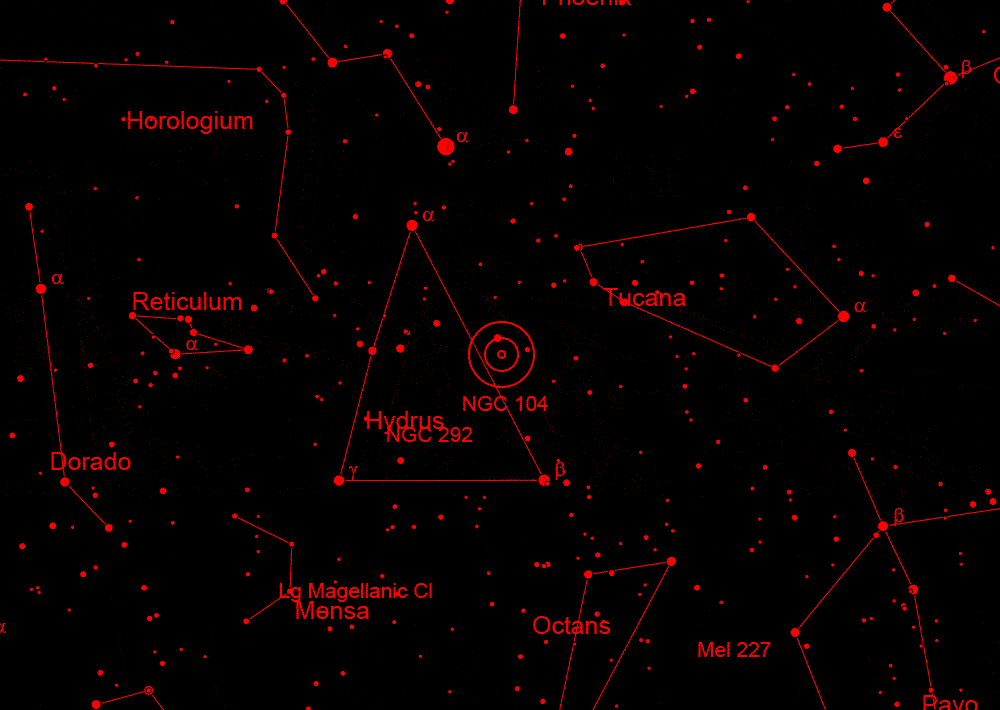 Phoenix
β
Horologium
α
ε
α
α
Reticulum
Tucana
α
α
NGC 104
Hydrus
NGC 292
Dorado
γ
β
β
Lg Magellanic Cl
Mensa
Octans
α
Mel 227
Pavo